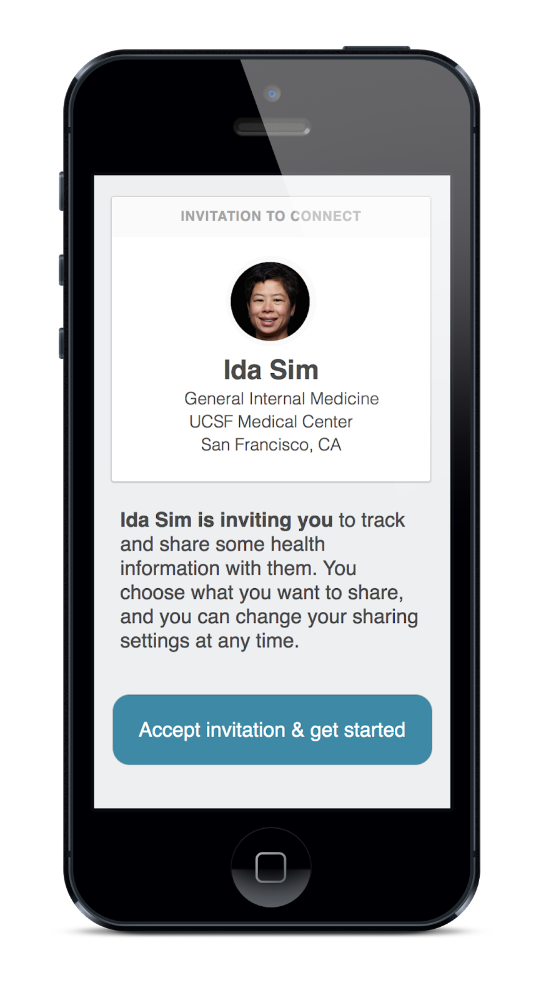 INVITATION TO CONNECT
Ida Sim
General Internal Medicine
UCSF Medical Center
San Francisco, CA
Ida Sim is inviting you to track
and share some health
information with them. You
choose what you want to share,
and you can change your sharing
settings at any time.
Accept invitation & get started